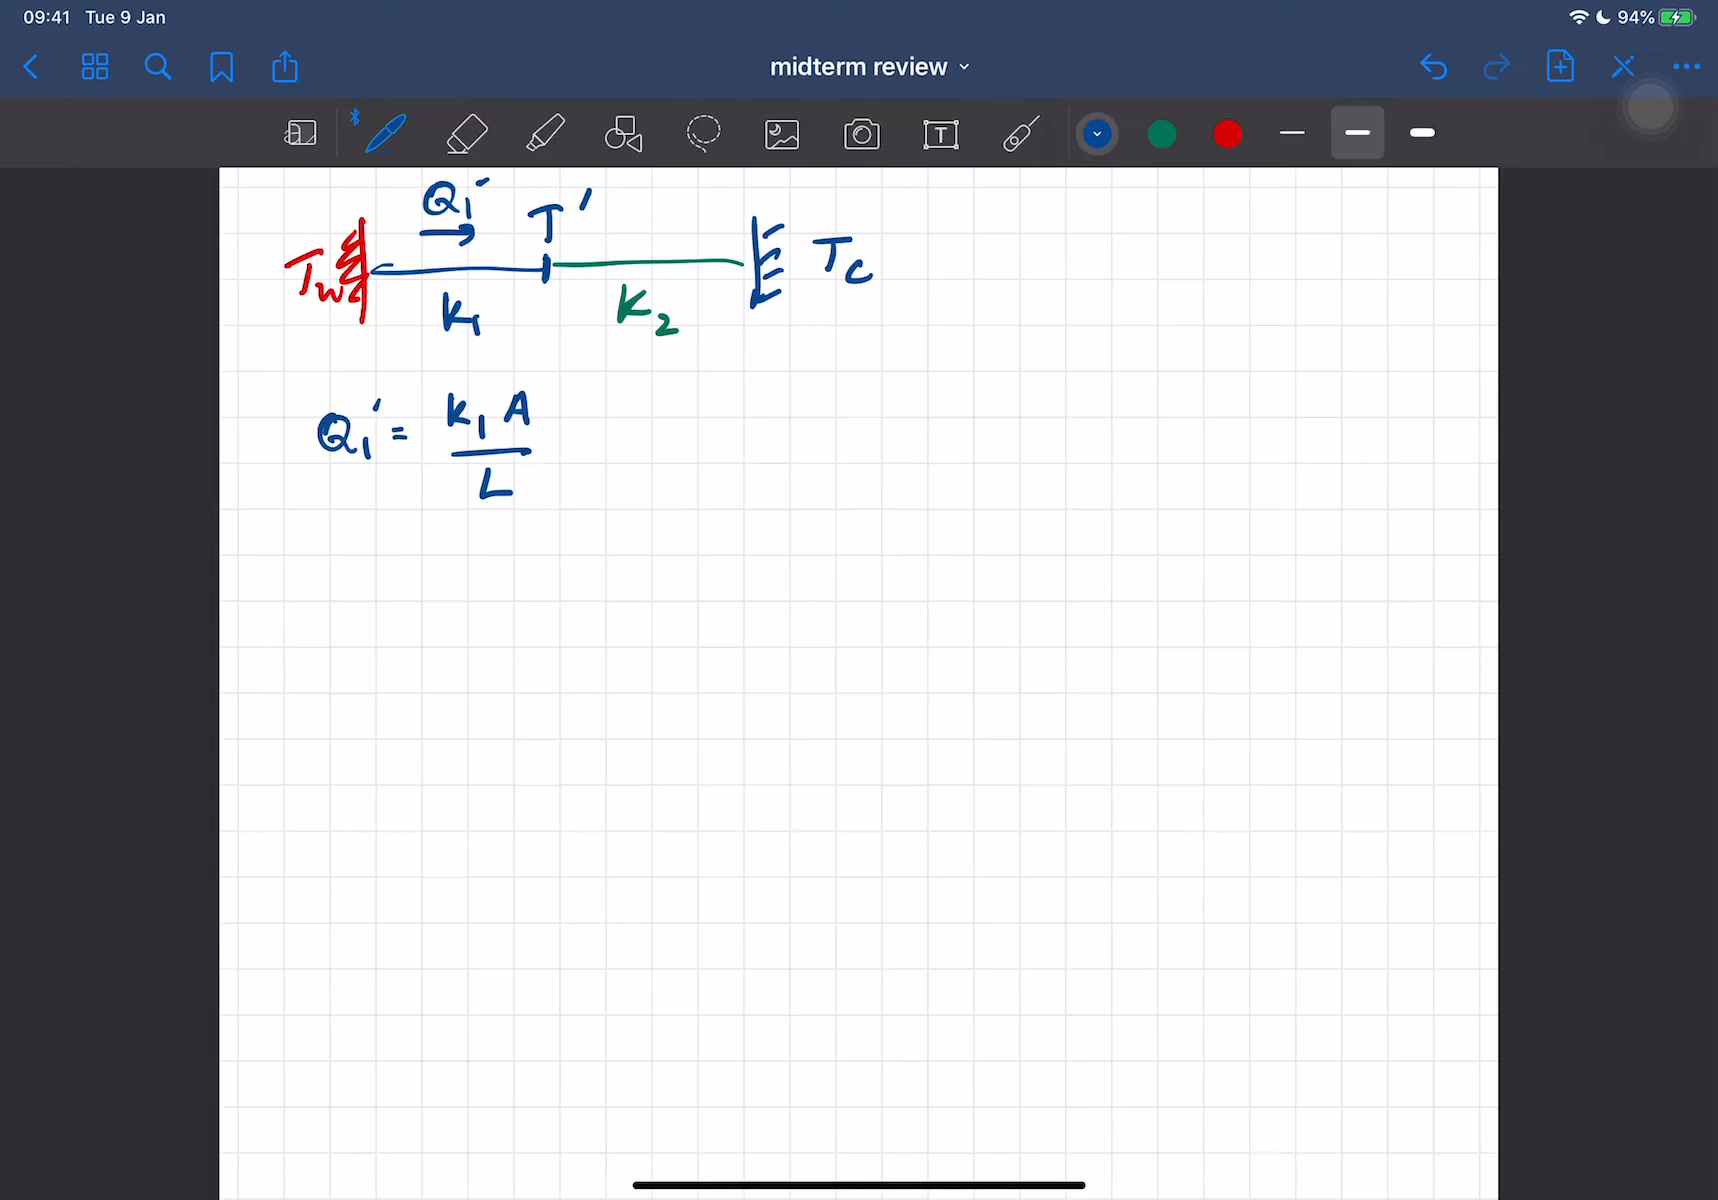 09:41 Tue 9 Jan 94%
midterm review
T
Q₁′ T′
Tw Tc
k₁ K₂
Q₁′ = k₁ A
L